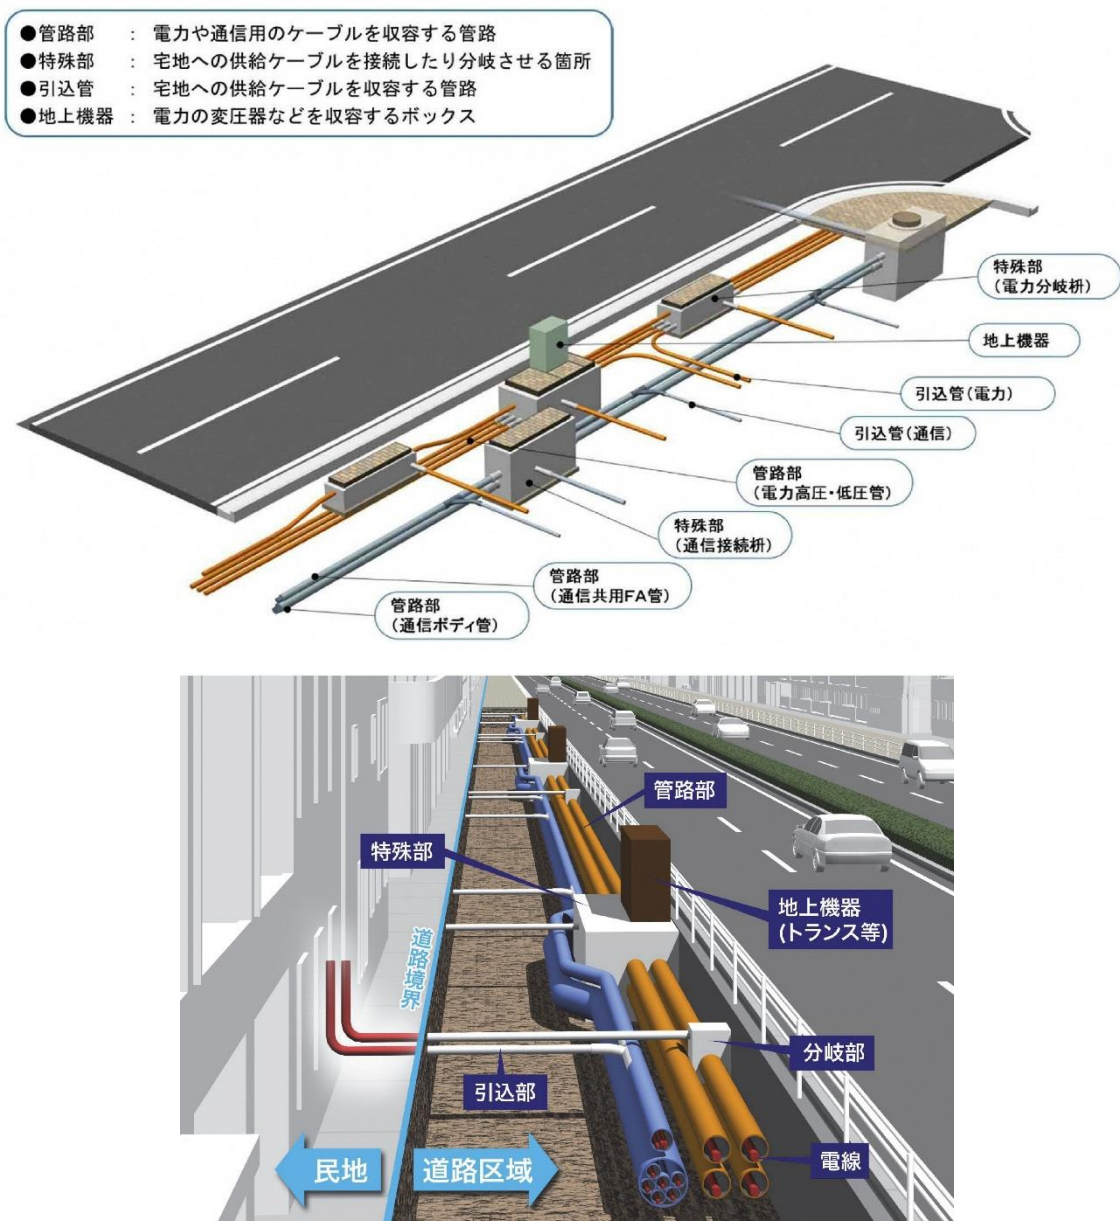 ●管路部 : 電力や通信用のケーブルを収容する管路
●特殊部 : 宅地への供給ケーブルを接続したり分岐させる箇所
●引込管 : 宅地への供給ケーブルを収容する管路
●地上機器 : 電力の変圧器などを収容するボックス
特殊部
(電力分岐枡)
地上機器
引込管(電力)
引込管(通信)
管路部
(電力高圧・低圧管)
特殊部
(通信接続枡)
管路部
(通信共用FA管)
管路部
(通信ボディ管)
管路部
特殊部
地上機器
(トランス等)
道路境界
分岐部
引込部
電線
民地
道路区域